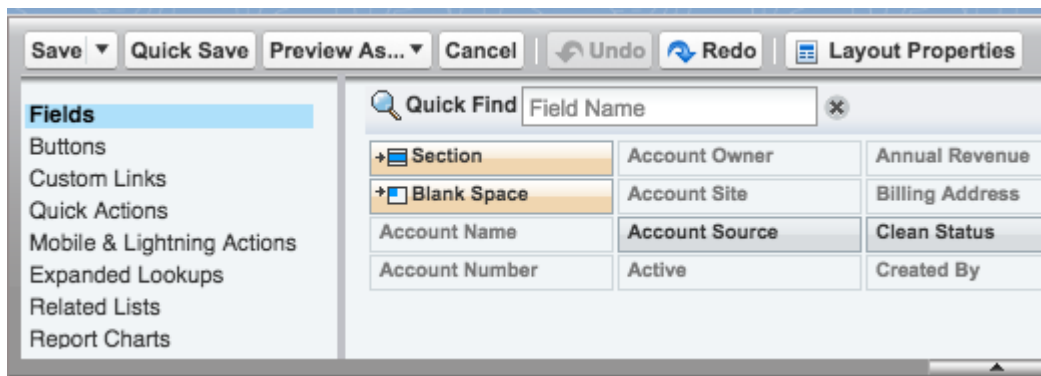 Save Quick Save Preview As... Cancel Undo Redo Layout Properties
Fields
Buttons
Custom Links
Quick Actions
Mobile & Lightning Actions
Expanded Lookups
Related Lists
Report Charts
Quick Find Field Name
Section Account Owner Annual Revenue
Blank Space Account Site Billing Address
Account Name Account Source Clean Status
Account Number Active Created By